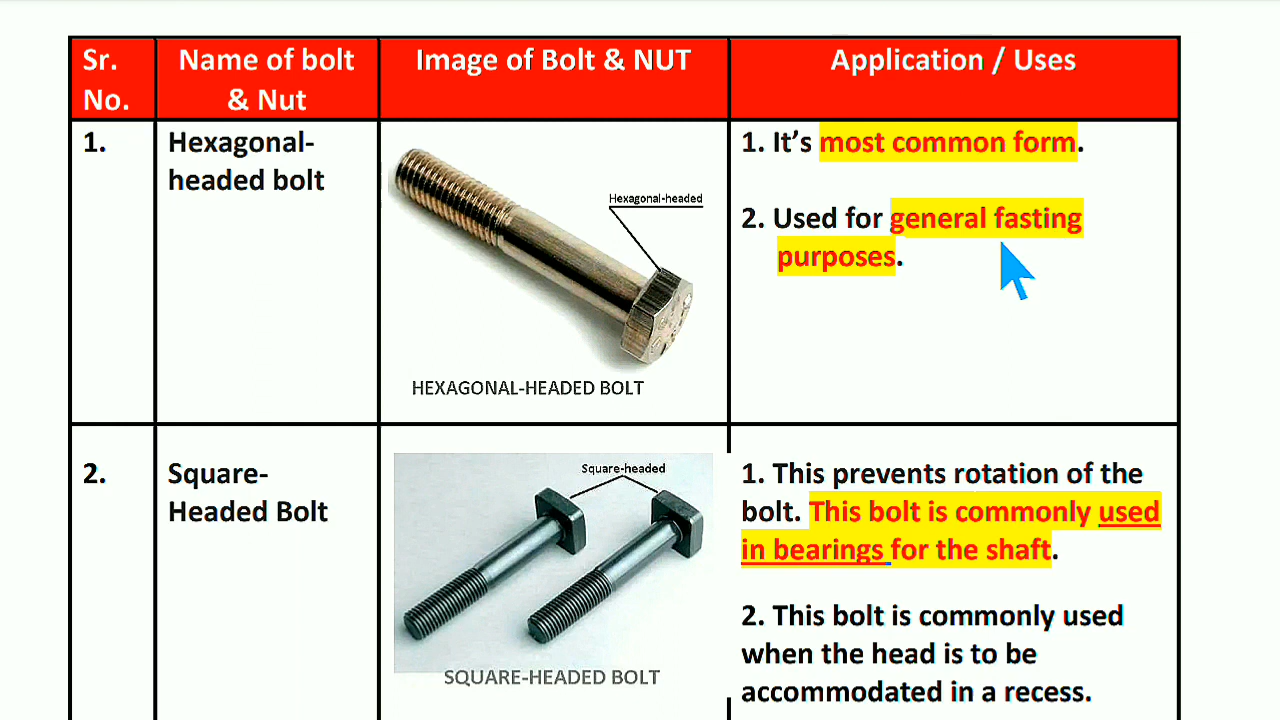 Sr.
No.
Name of bolt
& Nut
Image of Bolt & NUT
Application / Uses
1.
Hexagonal-
headed bolt
Hexagonal-headed
HEXAGONAL-HEADED BOLT
1. It’s most common form.
2. Used for general fasting
purposes.
2.
Square-
Headed Bolt
Square-headed
SQUARE-HEADED BOLT
1. This prevents rotation of the
bolt. This bolt is commonly used
in bearings for the shaft.
2. This bolt is commonly used
when the head is to be
accommodated in a recess.